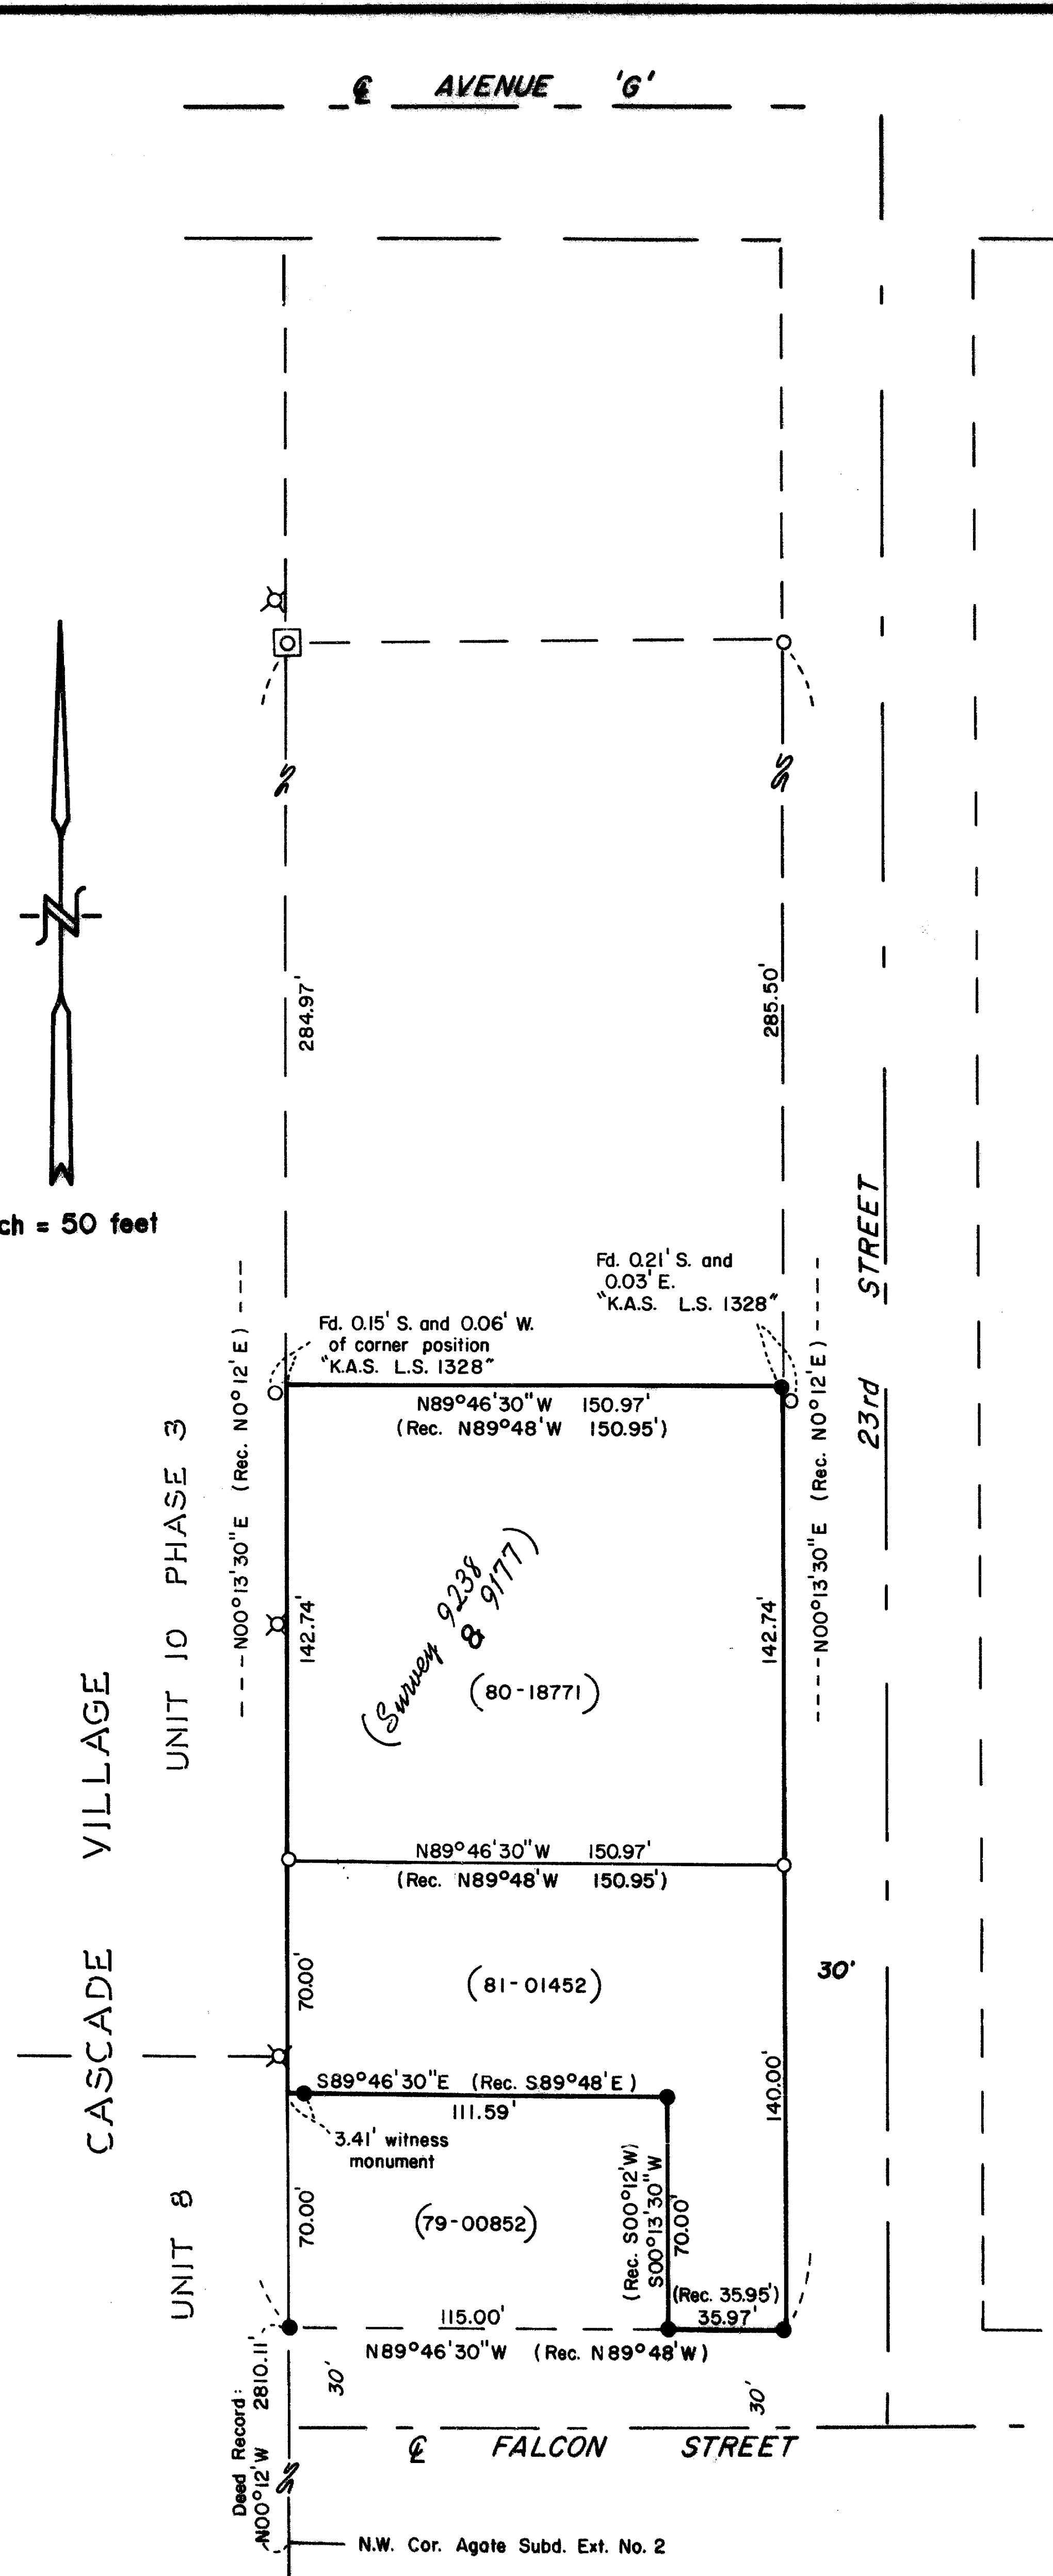 ℄ AVENUE 'G'
N
ch = 50 feet
284.97'
285.50'
23rd STREET
Fd. 0.21' S. and
0.03' E.
"K.A.S. L.S. 1328"
Fd. 0.15' S. and 0.06' W.
of corner position
"K.A.S. L.S. 1328"
N89°46'30"W 150.97'
(Rec. N89°48'W 150.95')
N00°13'30"E (Rec. N0°12'E)
N00°13'30"E (Rec. N0°12'E)
142.74'
142.74'
(Survey 9238
& 9177)
(80-18771)
CASCADE VILLAGE
UNIT 10 PHASE 3
N89°46'30"W 150.97'
(Rec. N89°48'W 150.95')
70.00'
(81-01452)
30'
140.00'
S89°46'30"E (Rec. S89°48'E)
111.59'
3.41' witness
monument
UNIT 8
70.00'
(79-00852)
(Rec. S00°12'W)
S00°13'30"W
70.00'
(Rec. 35.95')
35.97'
115.00'
N89°46'30"W (Rec. N89°48'W)
30'
30'
Deed Record:
N00°12'W 2810.11'
℄ FALCON STREET
N.W. Cor. Agate Subd. Ext. No. 2